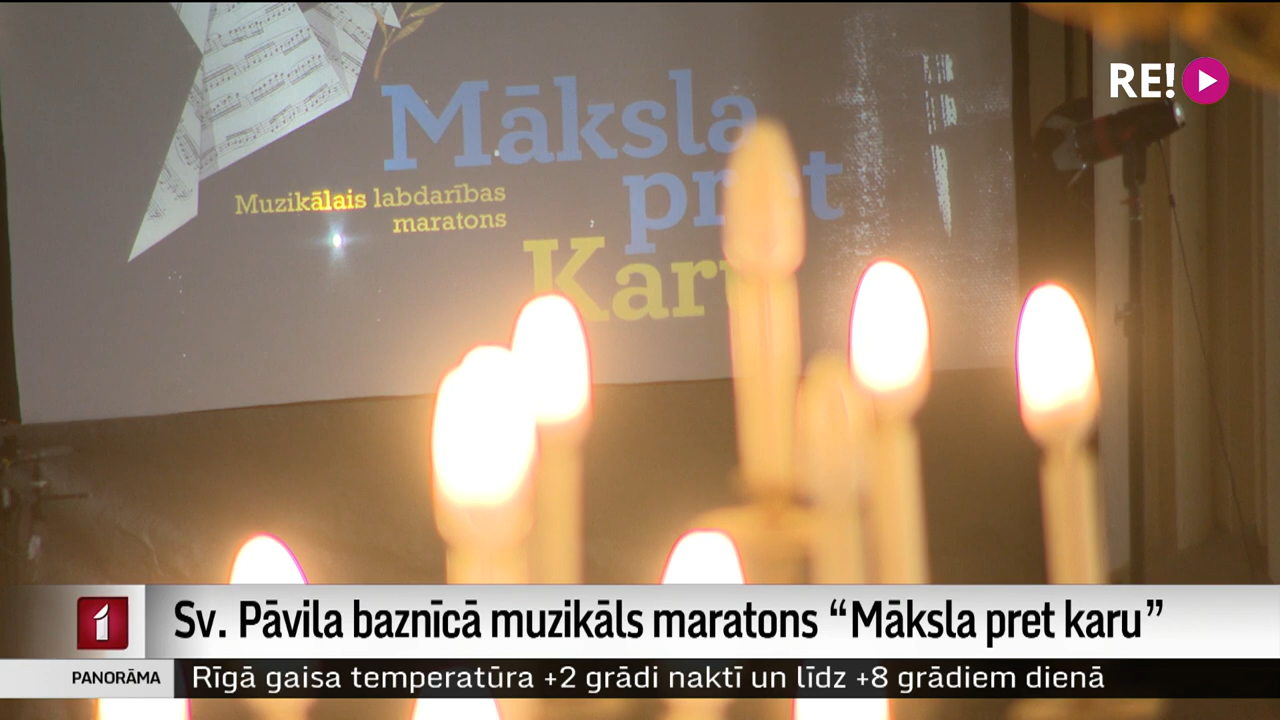 RE!
Māksla
pret
Muzikālais labdarības
maratons
Karu
1
Sv. Pāvila baznīcā muzikāls maratons “Māksla pret karu”
PANORĀMA
Rīgā gaisa temperatūra +2 grādi naktī un līdz +8 grādiem dienā